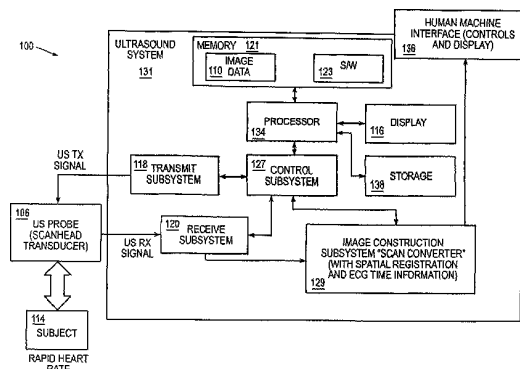 100
ULTRASOUND
SYSTEM
131
MEMORY 121
IMAGE
110 DATA
S/W
123
HUMAN MACHINE
INTERFACE (CONTROLS
AND DISPLAY)
136
PROCESSOR
134
DISPLAY
116
US TX
SIGNAL
118 TRANSMIT
SUBSYSTEM
127
CONTROL
SUBSYSTEM
STORAGE
138
106
US PROBE
(SCANHEAD
TRANSDUCER)
US RX
SIGNAL
120 RECEIVE
SUBSYSTEM
IMAGE CONSTRUCTION
SUBSYSTEM "SCAN CONVERTER"
(WITH SPATIAL REGISTRATION
AND ECG TIME INFORMATION)
129
114
SUBJECT
RAPID HEART
RATE